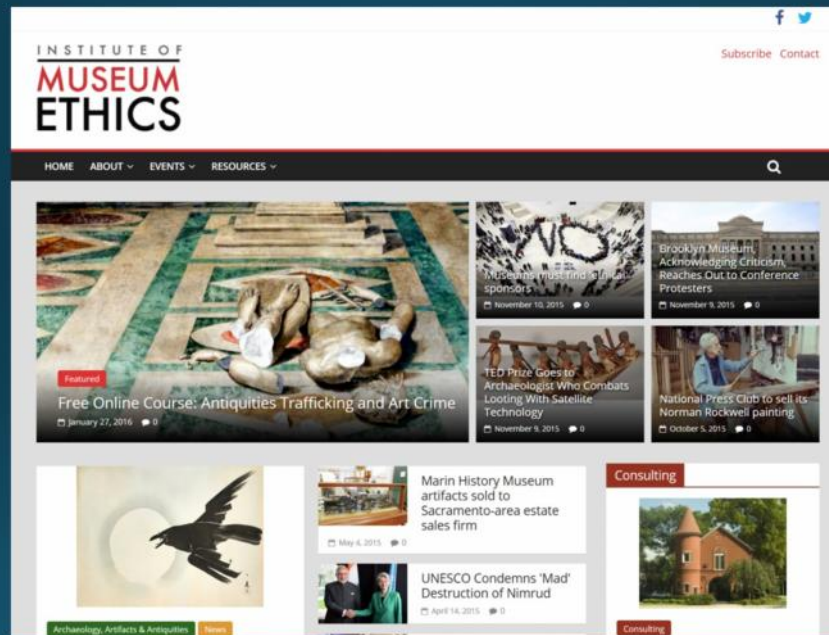 Subscribe Contact
INSTITUTE OF
MUSEUM
ETHICS
HOME ABOUT EVENTS RESOURCES
Featured
Free Online Course: Antiquities Trafficking and Art Crime
January 27, 2016 0
NO
Museums must find 'ethical'
sponsors
November 10, 2015 0
Brooklyn Museum,
Acknowledging Criticism,
Reaches Out to Conference
Protesters
November 9, 2015 0
TED Prize Goes to
Archaeologist Who Combats
Looting With Satellite
Technology
November 9, 2015 0
National Press Club to sell its
Norman Rockwell painting
October 5, 2015 0
Archaeology, Artifacts & Antiquities News
Marin History Museum
artifacts sold to
Sacramento-area estate
sales firm
May 6, 2015 0
UNESCO Condemns 'Mad'
Destruction of Nimrud
April 14, 2015 0
Consulting
Consulting